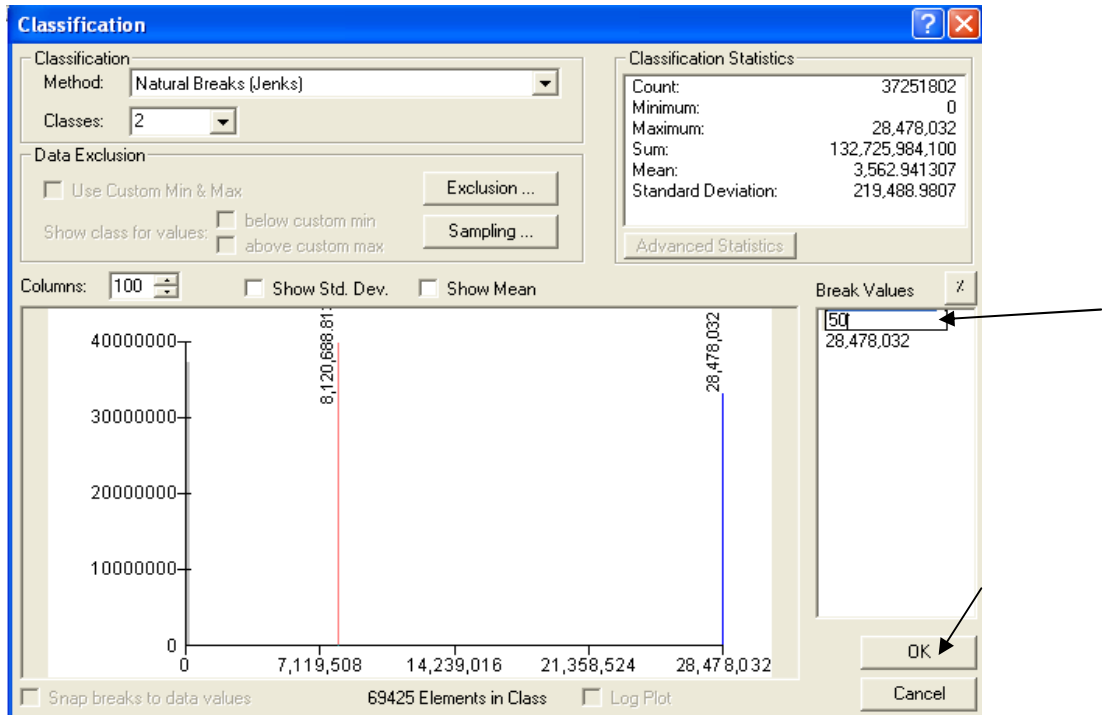 Classification
Classification
Method: Natural Breaks (Jenks)
Classes: 2
Data Exclusion
Use Custom Min & Max
Exclusion ...
Show class for values:
below custom min
above custom max
Sampling ...
Classification Statistics
Count: 37251802
Minimum: 0
Maximum: 28,478,032
Sum: 132,725,984,100
Mean: 3,562.941307
Standard Deviation: 219,488.9807
Advanced Statistics
Columns: 100
Show Std. Dev.
Show Mean
Break Values
%
50
28,478,032
8,120,688.81
28,478,032
40000000
30000000
20000000
10000000
0
0 7,119,508 14,239,016 21,358,524 28,478,032
OK
Snap breaks to data values
69425 Elements in Class
Log Plot
Cancel